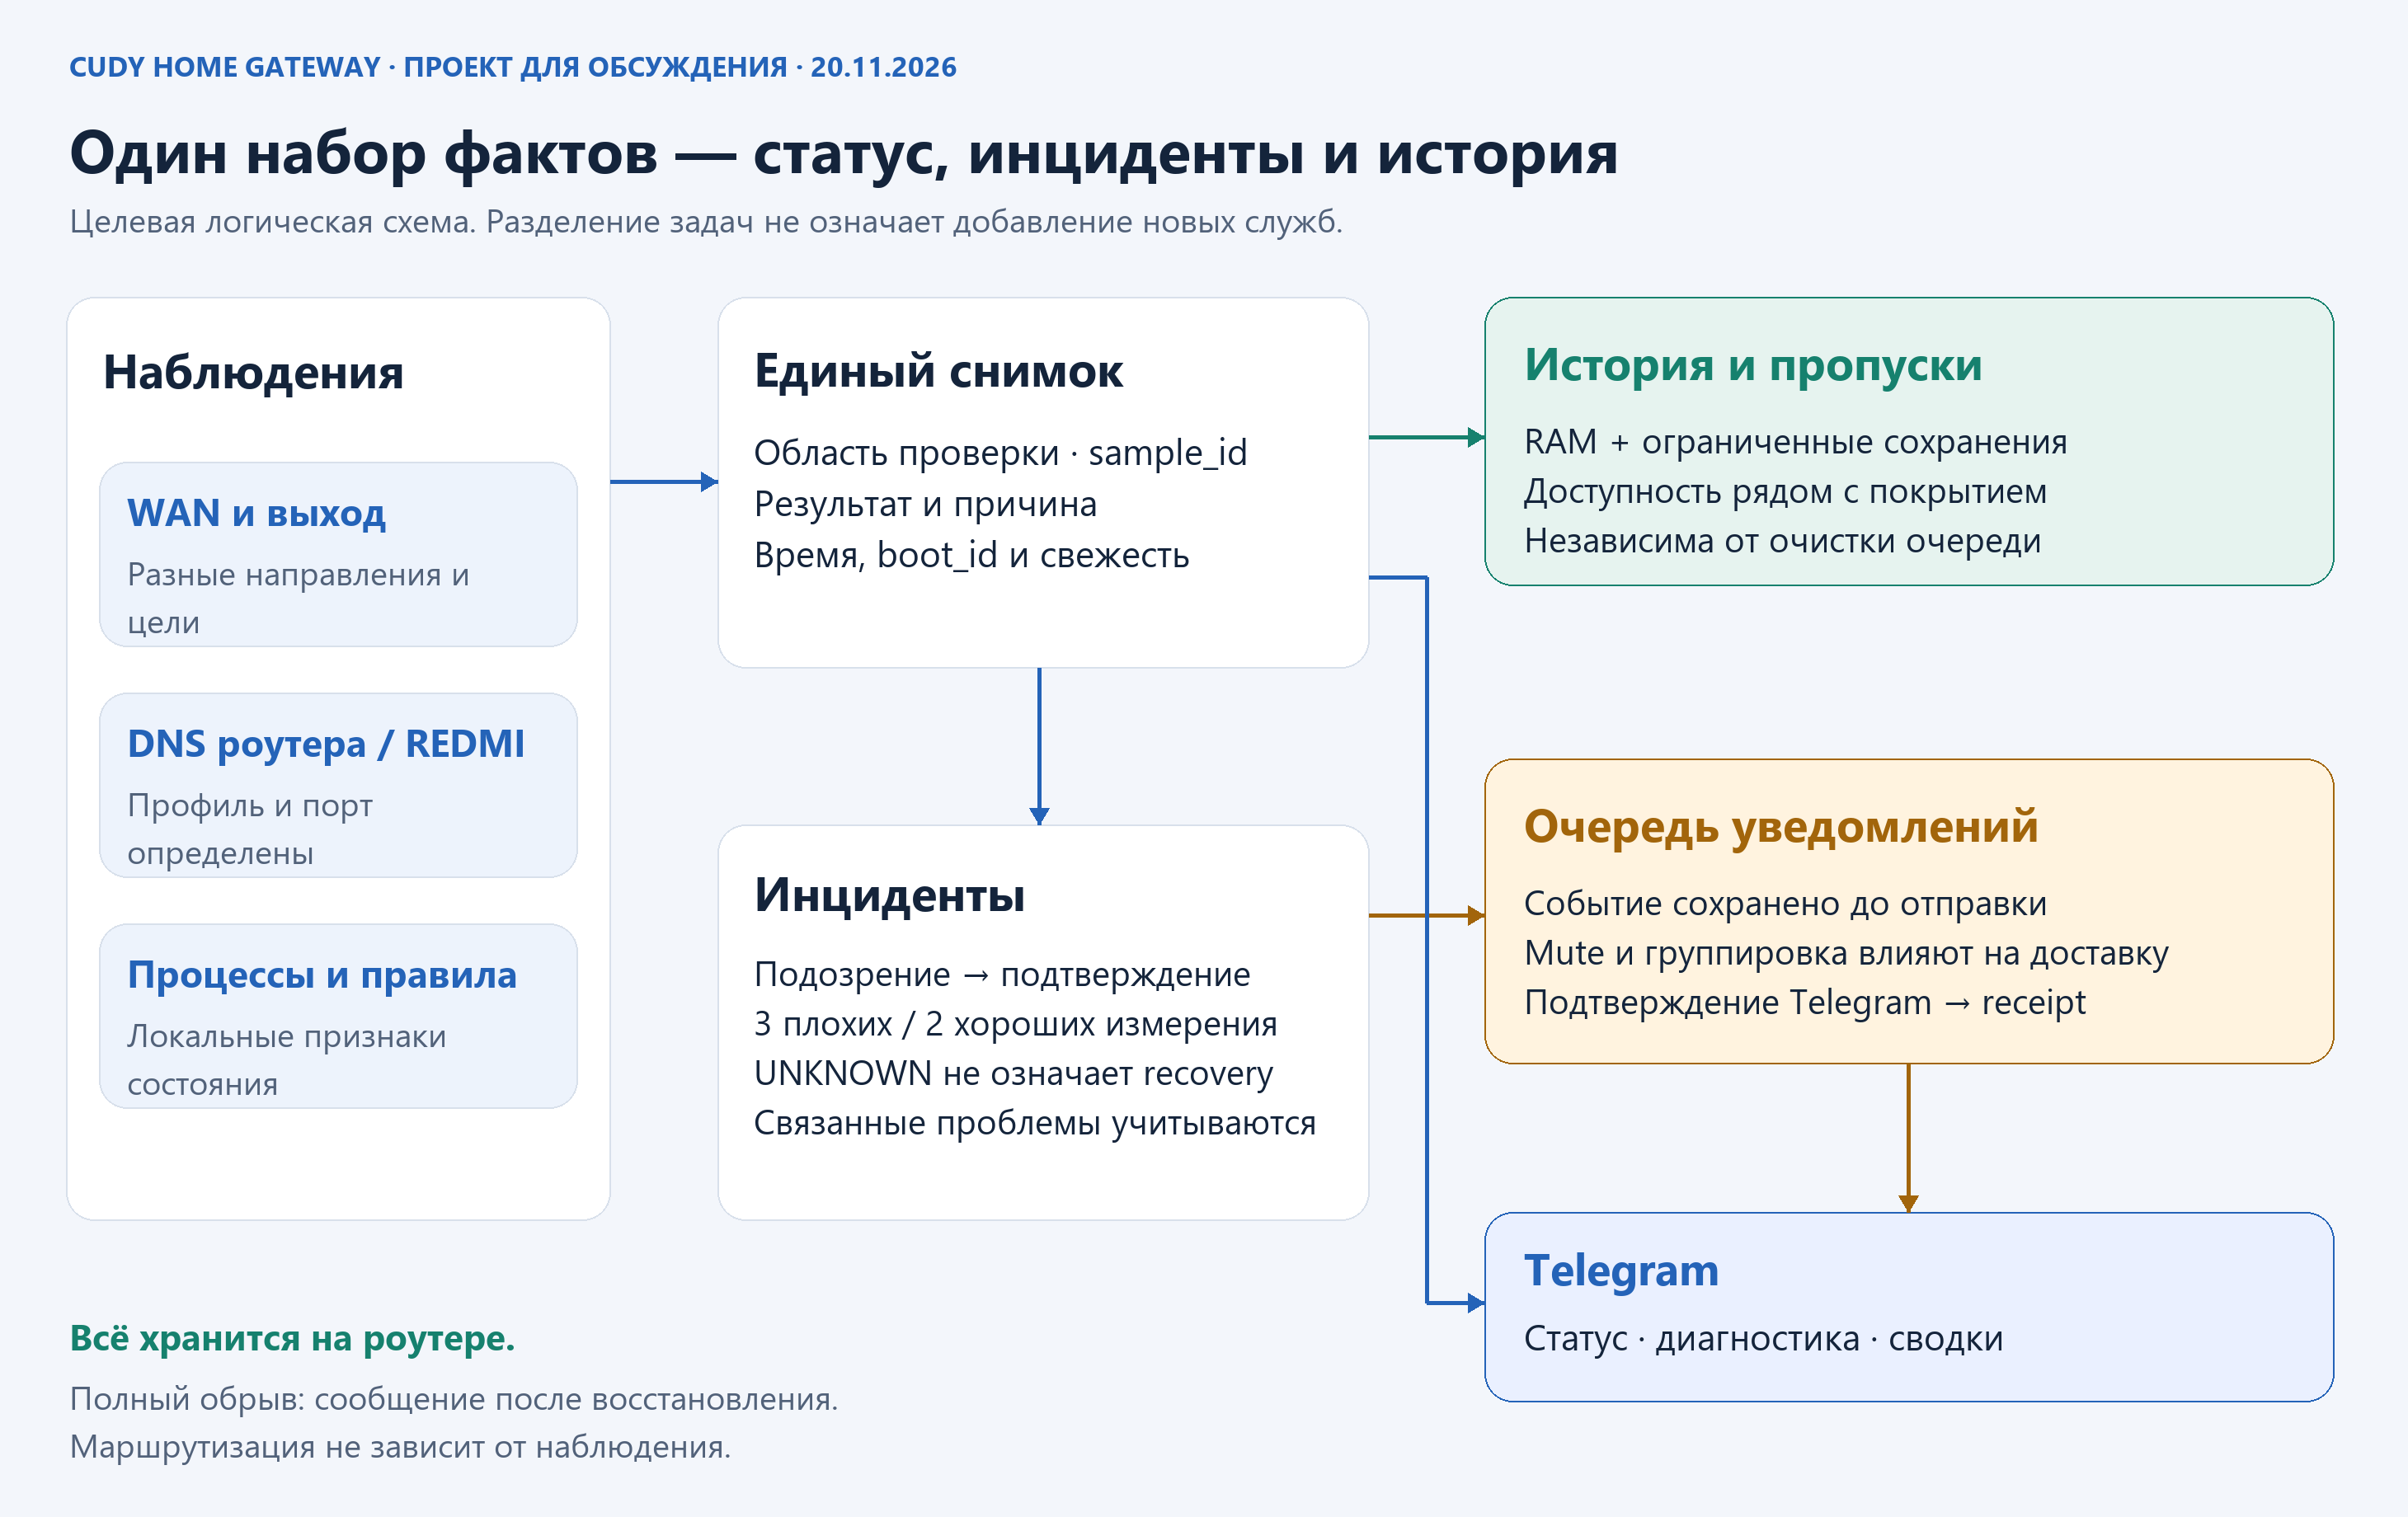 CUDY HOME GATEWAY · ПРОЕКТ ДЛЯ ОБСУЖДЕНИЯ · 20.11.2026
Один набор фактов — статус, инциденты и история
Целевая логическая схема. Разделение задач не означает добавление новых служб.
Наблюдения
WAN и выход
Разные направления и
цели
DNS роутера / REDMI
Профиль и порт
определены
Процессы и правила
Локальные признаки
состояния
Единый снимок
Область проверки · sample_id
Результат и причина
Время, boot_id и свежесть
Инциденты
Подозрение → подтверждение
3 плохих / 2 хороших измерения
UNKNOWN не означает recovery
Связанные проблемы учитываются
История и пропуски
RAM + ограниченные сохранения
Доступность рядом с покрытием
Независима от очистки очереди
Очередь уведомлений
Событие сохранено до отправки
Mute и группировка влияют на доставку
Подтверждение Telegram → receipt
Telegram
Статус · диагностика · сводки
Всё хранится на роутере.
Полный обрыв: сообщение после восстановления.
Маршрутизация не зависит от наблюдения.